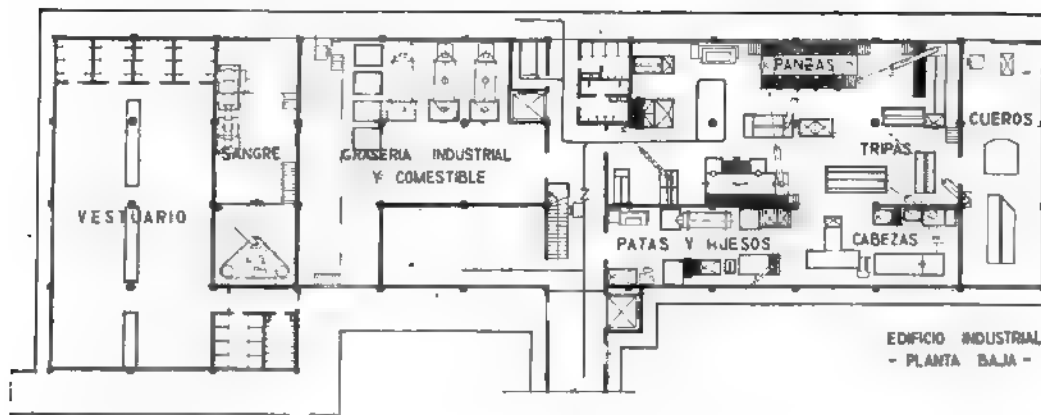 PANZAS
CUEROS
SANGRE
GRASERIA INDUSTRIAL
Y COMESTIBLE
TRIPAS
VESTUARIO
PATAS Y HUESOS
CABEZAS
EDIFICIO INDUSTRIAL
- PLANTA BAJA -